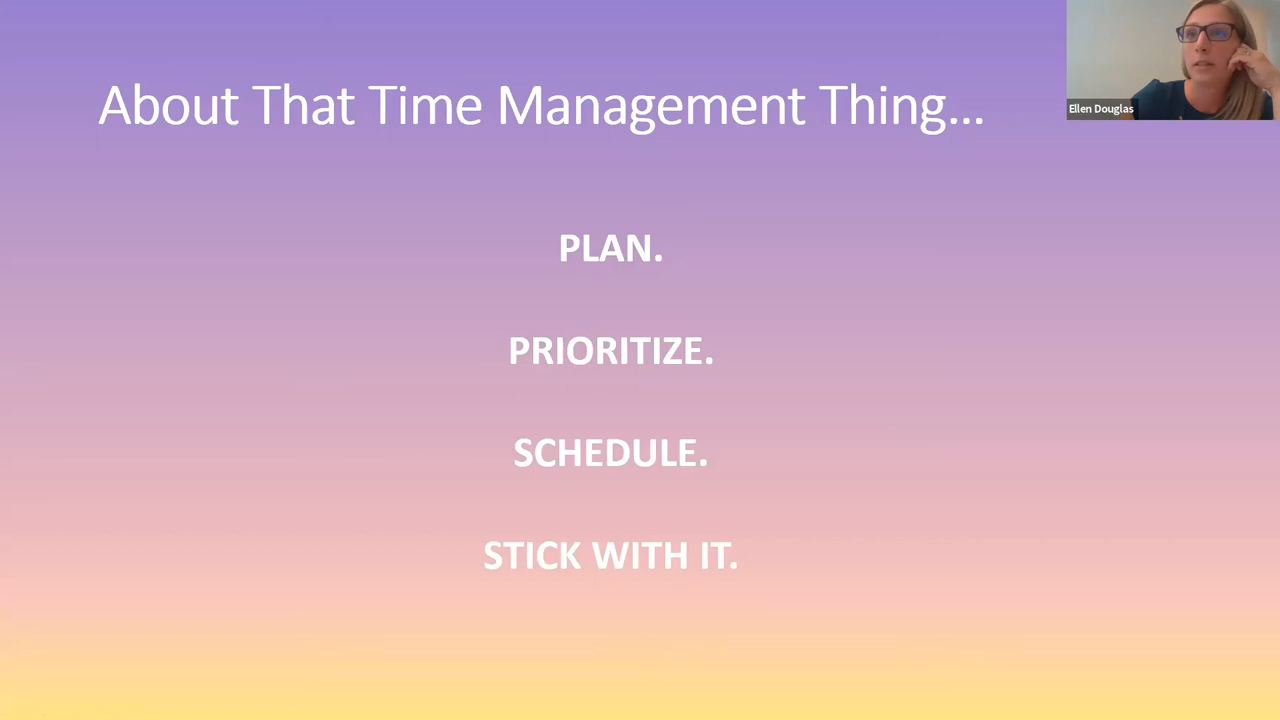 About That Time Management Thing...
Ellen Douglas
PLAN.
PRIORITIZE.
SCHEDULE.
STICK WITH IT.